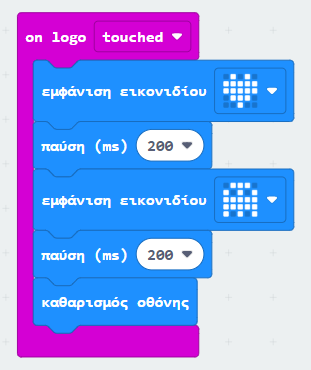 on logo touched
εμφάνιση εικονιδίου
παύση (ms) 200
εμφάνιση εικονιδίου
παύση (ms) 200
καθαρισμός οθόνης